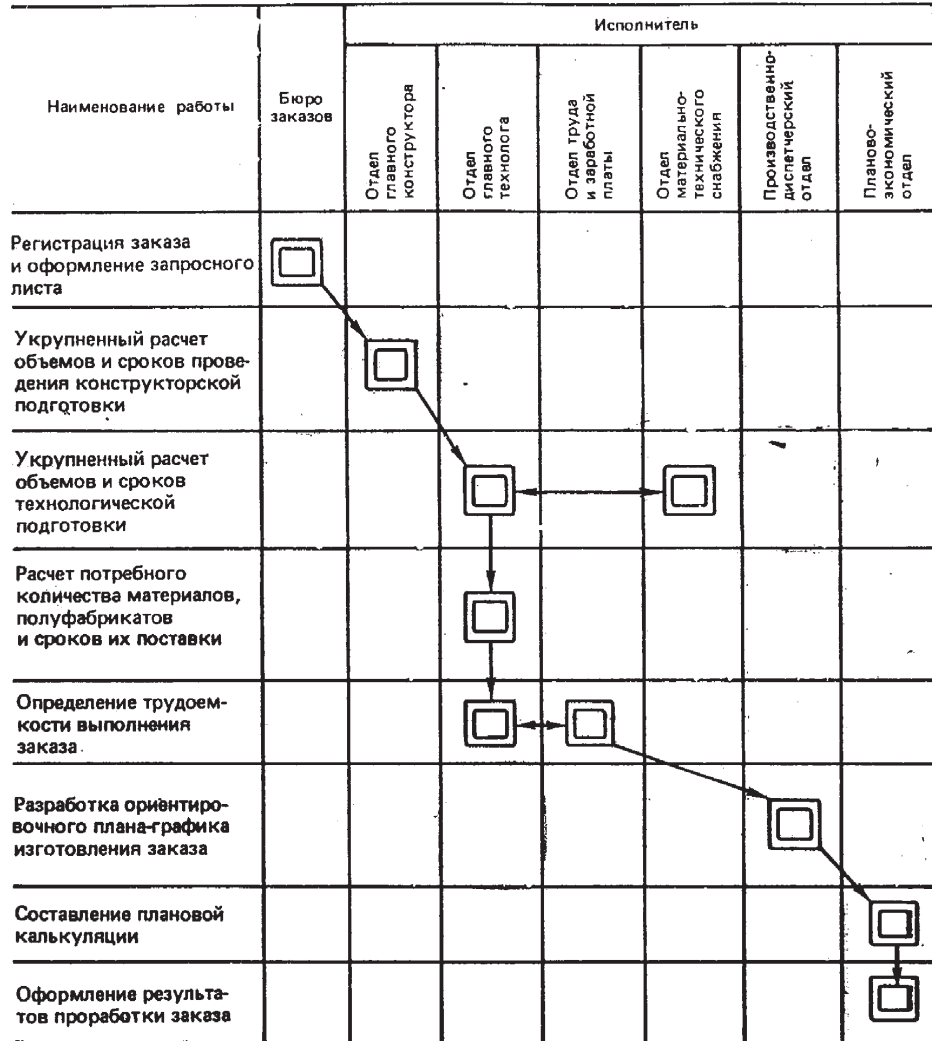 Исполнитель
Наименование работы
Бюро
заказов
Отдел
главного
конструктора
Отдел
главного
технолога
Отдел труда
и заработной
платы
Отдел
материально-
технического
снабжения
Производственно-
диспетчерский
отдел
Планово-
экономический
отдел
Регистрация заказа
и оформление запросного
листа
Укрупненный расчет
объемов и сроков прове-
дения конструкторской
подготовки
Укрупненный расчет
объемов и сроков
технологической
подготовки
Расчет потребного
количества материалов,
полуфабрикатов
и сроков их поставки
Определение трудоем-
кости выполнения
заказа
Разработка ориентиро-
вочного плана-графика
изготовления заказа
Составление плановой
калькуляции
Оформление результа-
тов проработки заказа